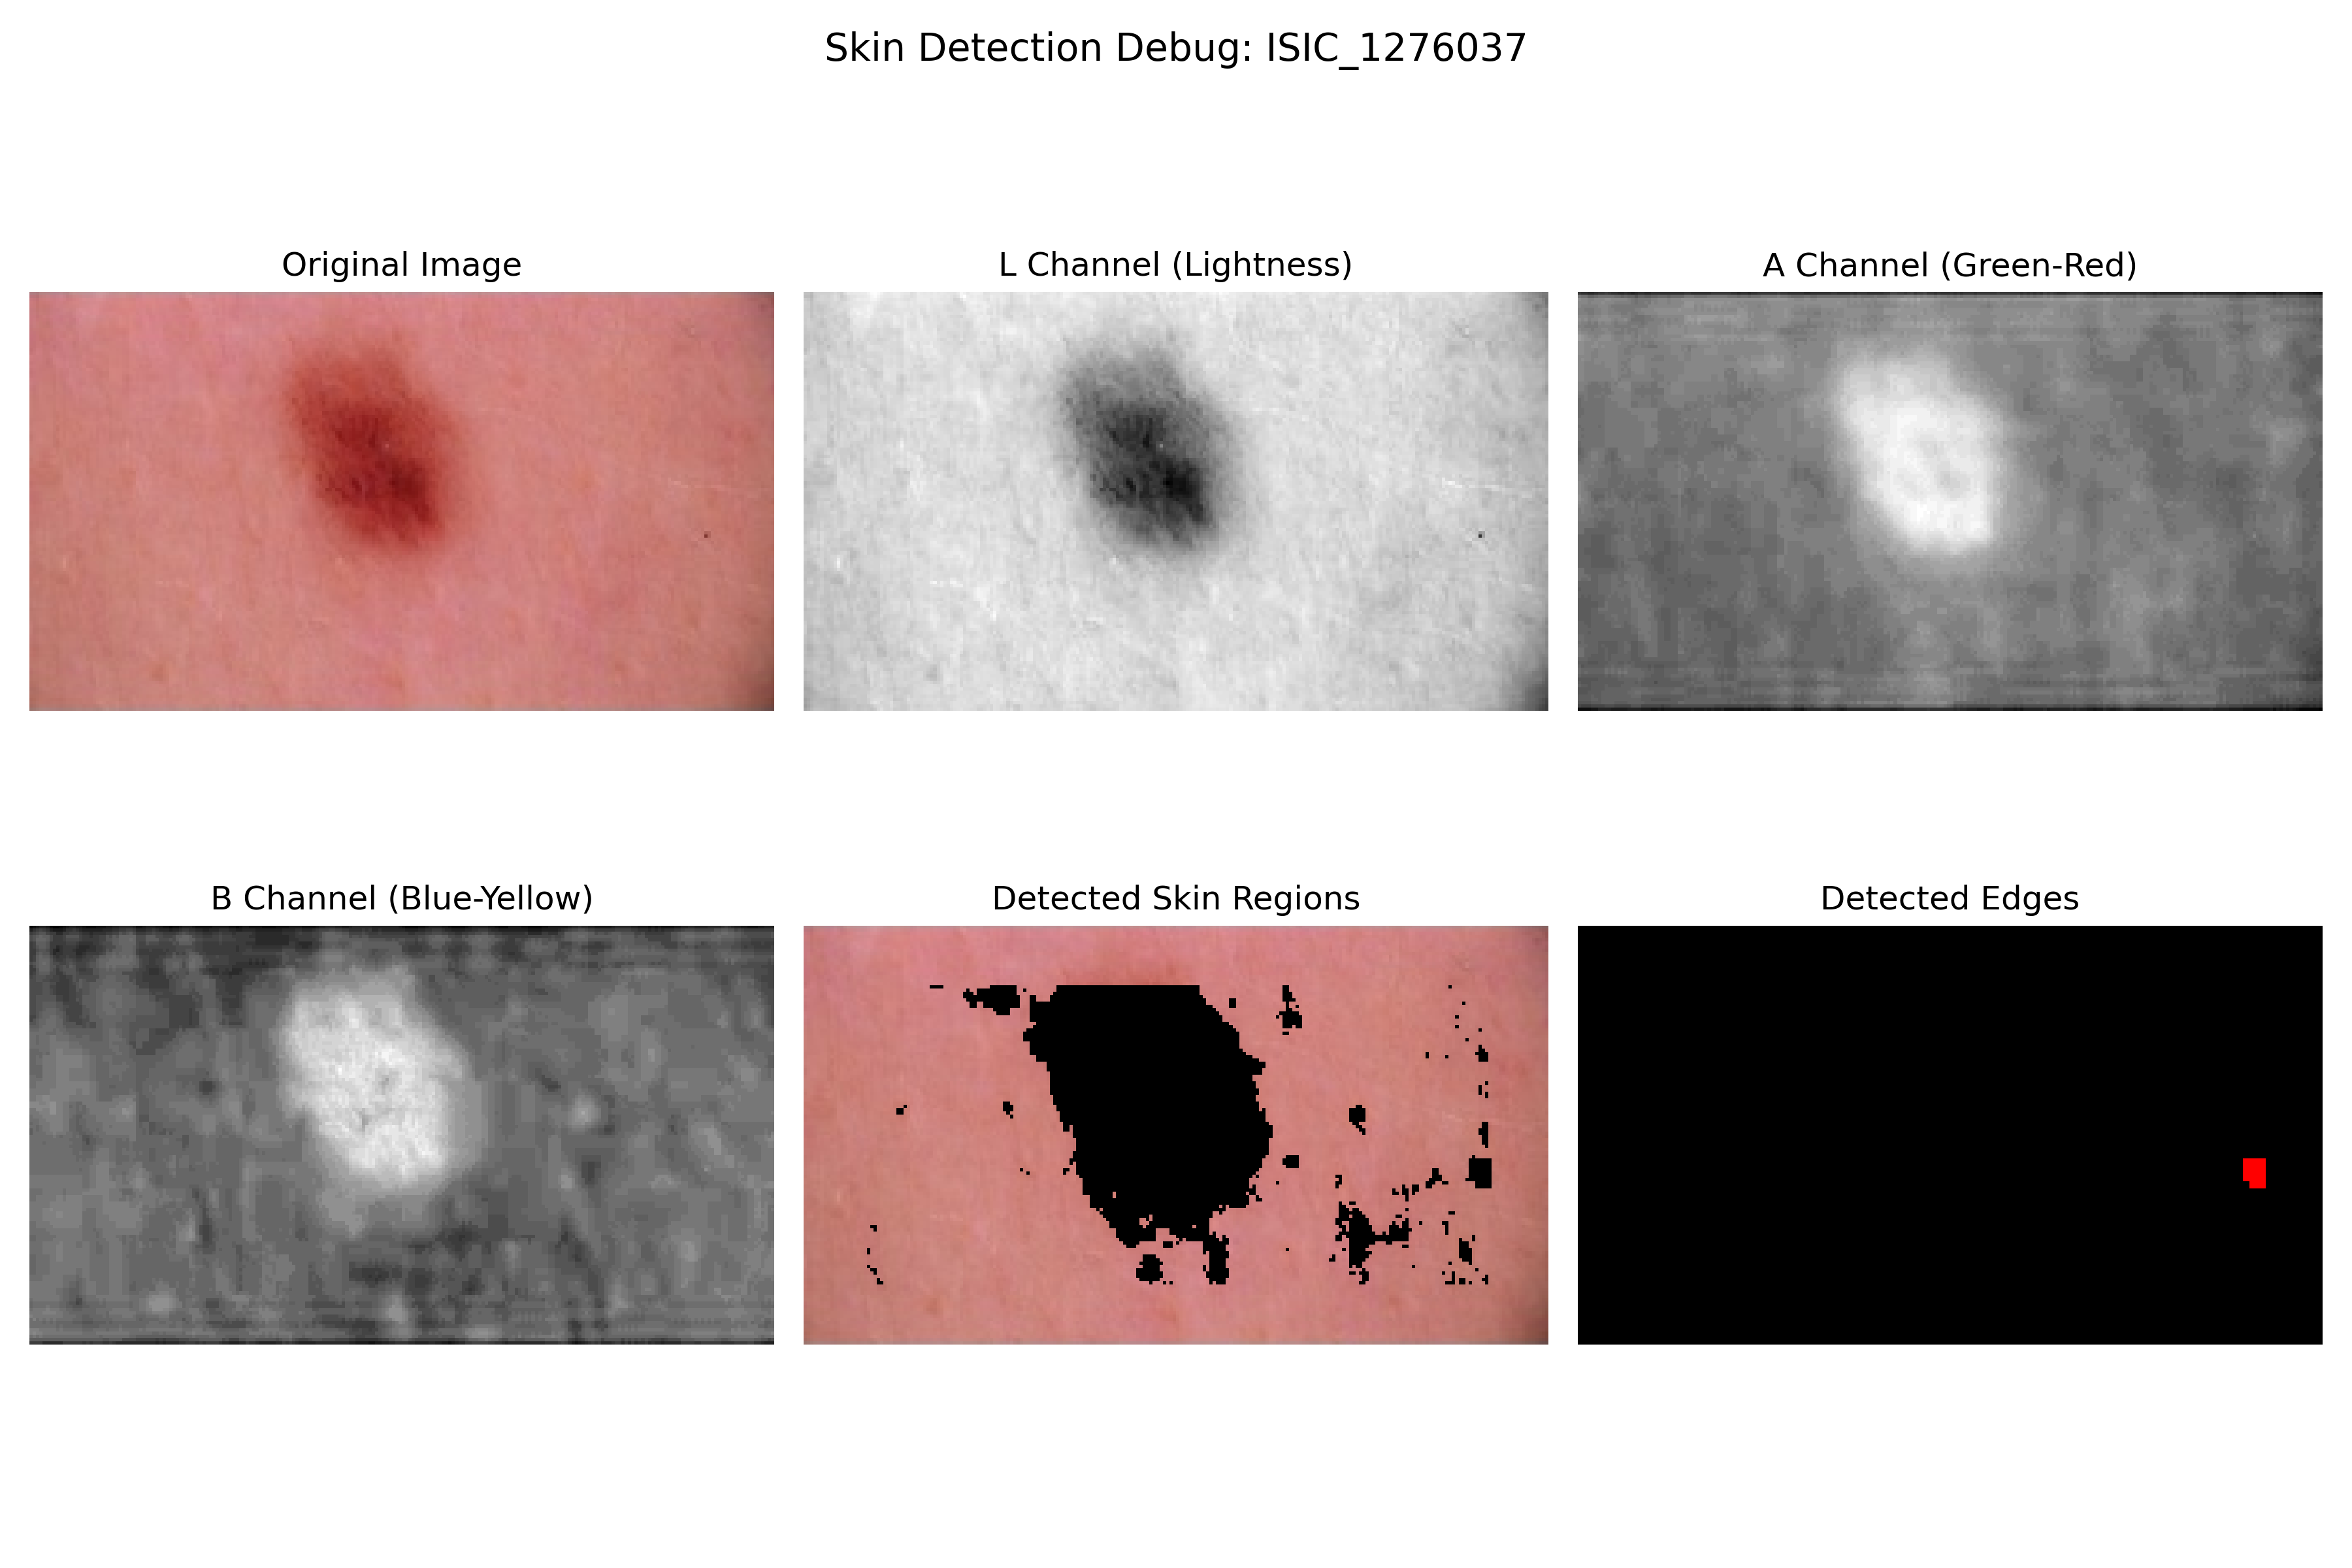 Skin Detection Debug: ISIC_1276037
Original Image
L Channel (Lightness)
A Channel (Green-Red)
B Channel (Blue-Yellow)
Detected Skin Regions
Detected Edges